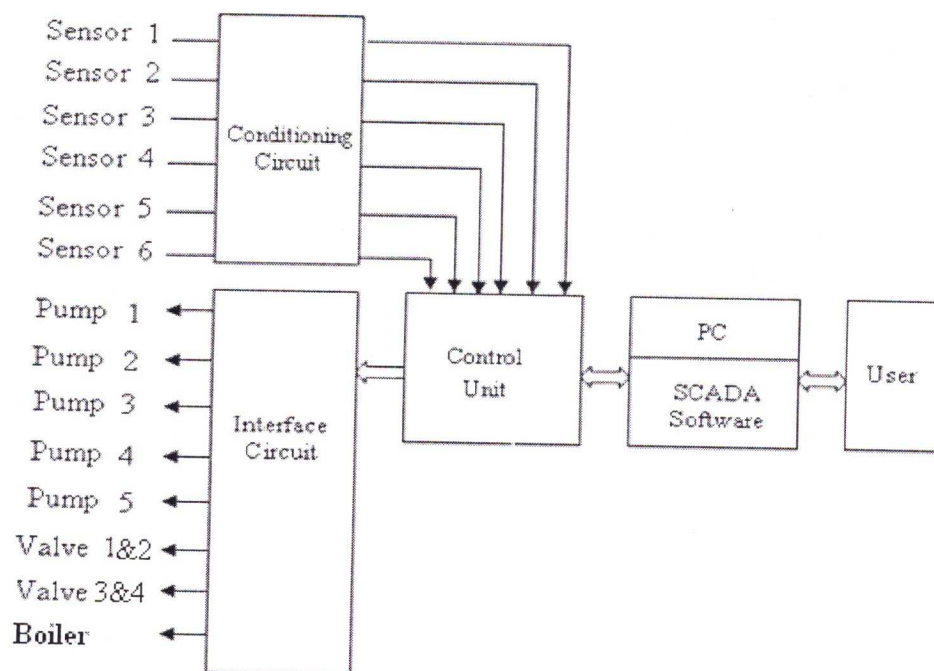 Sensor 1
Sensor 2
Sensor 3
Sensor 4
Sensor 5
Sensor 6
Conditioning
Circuit
Pump 1
Pump 2
Pump 3
Pump 4
Pump 5
Valve 1&2
Valve 3&4
Boiler
Interface
Circuit
Control
Unit
PC
SCADA
Software
User